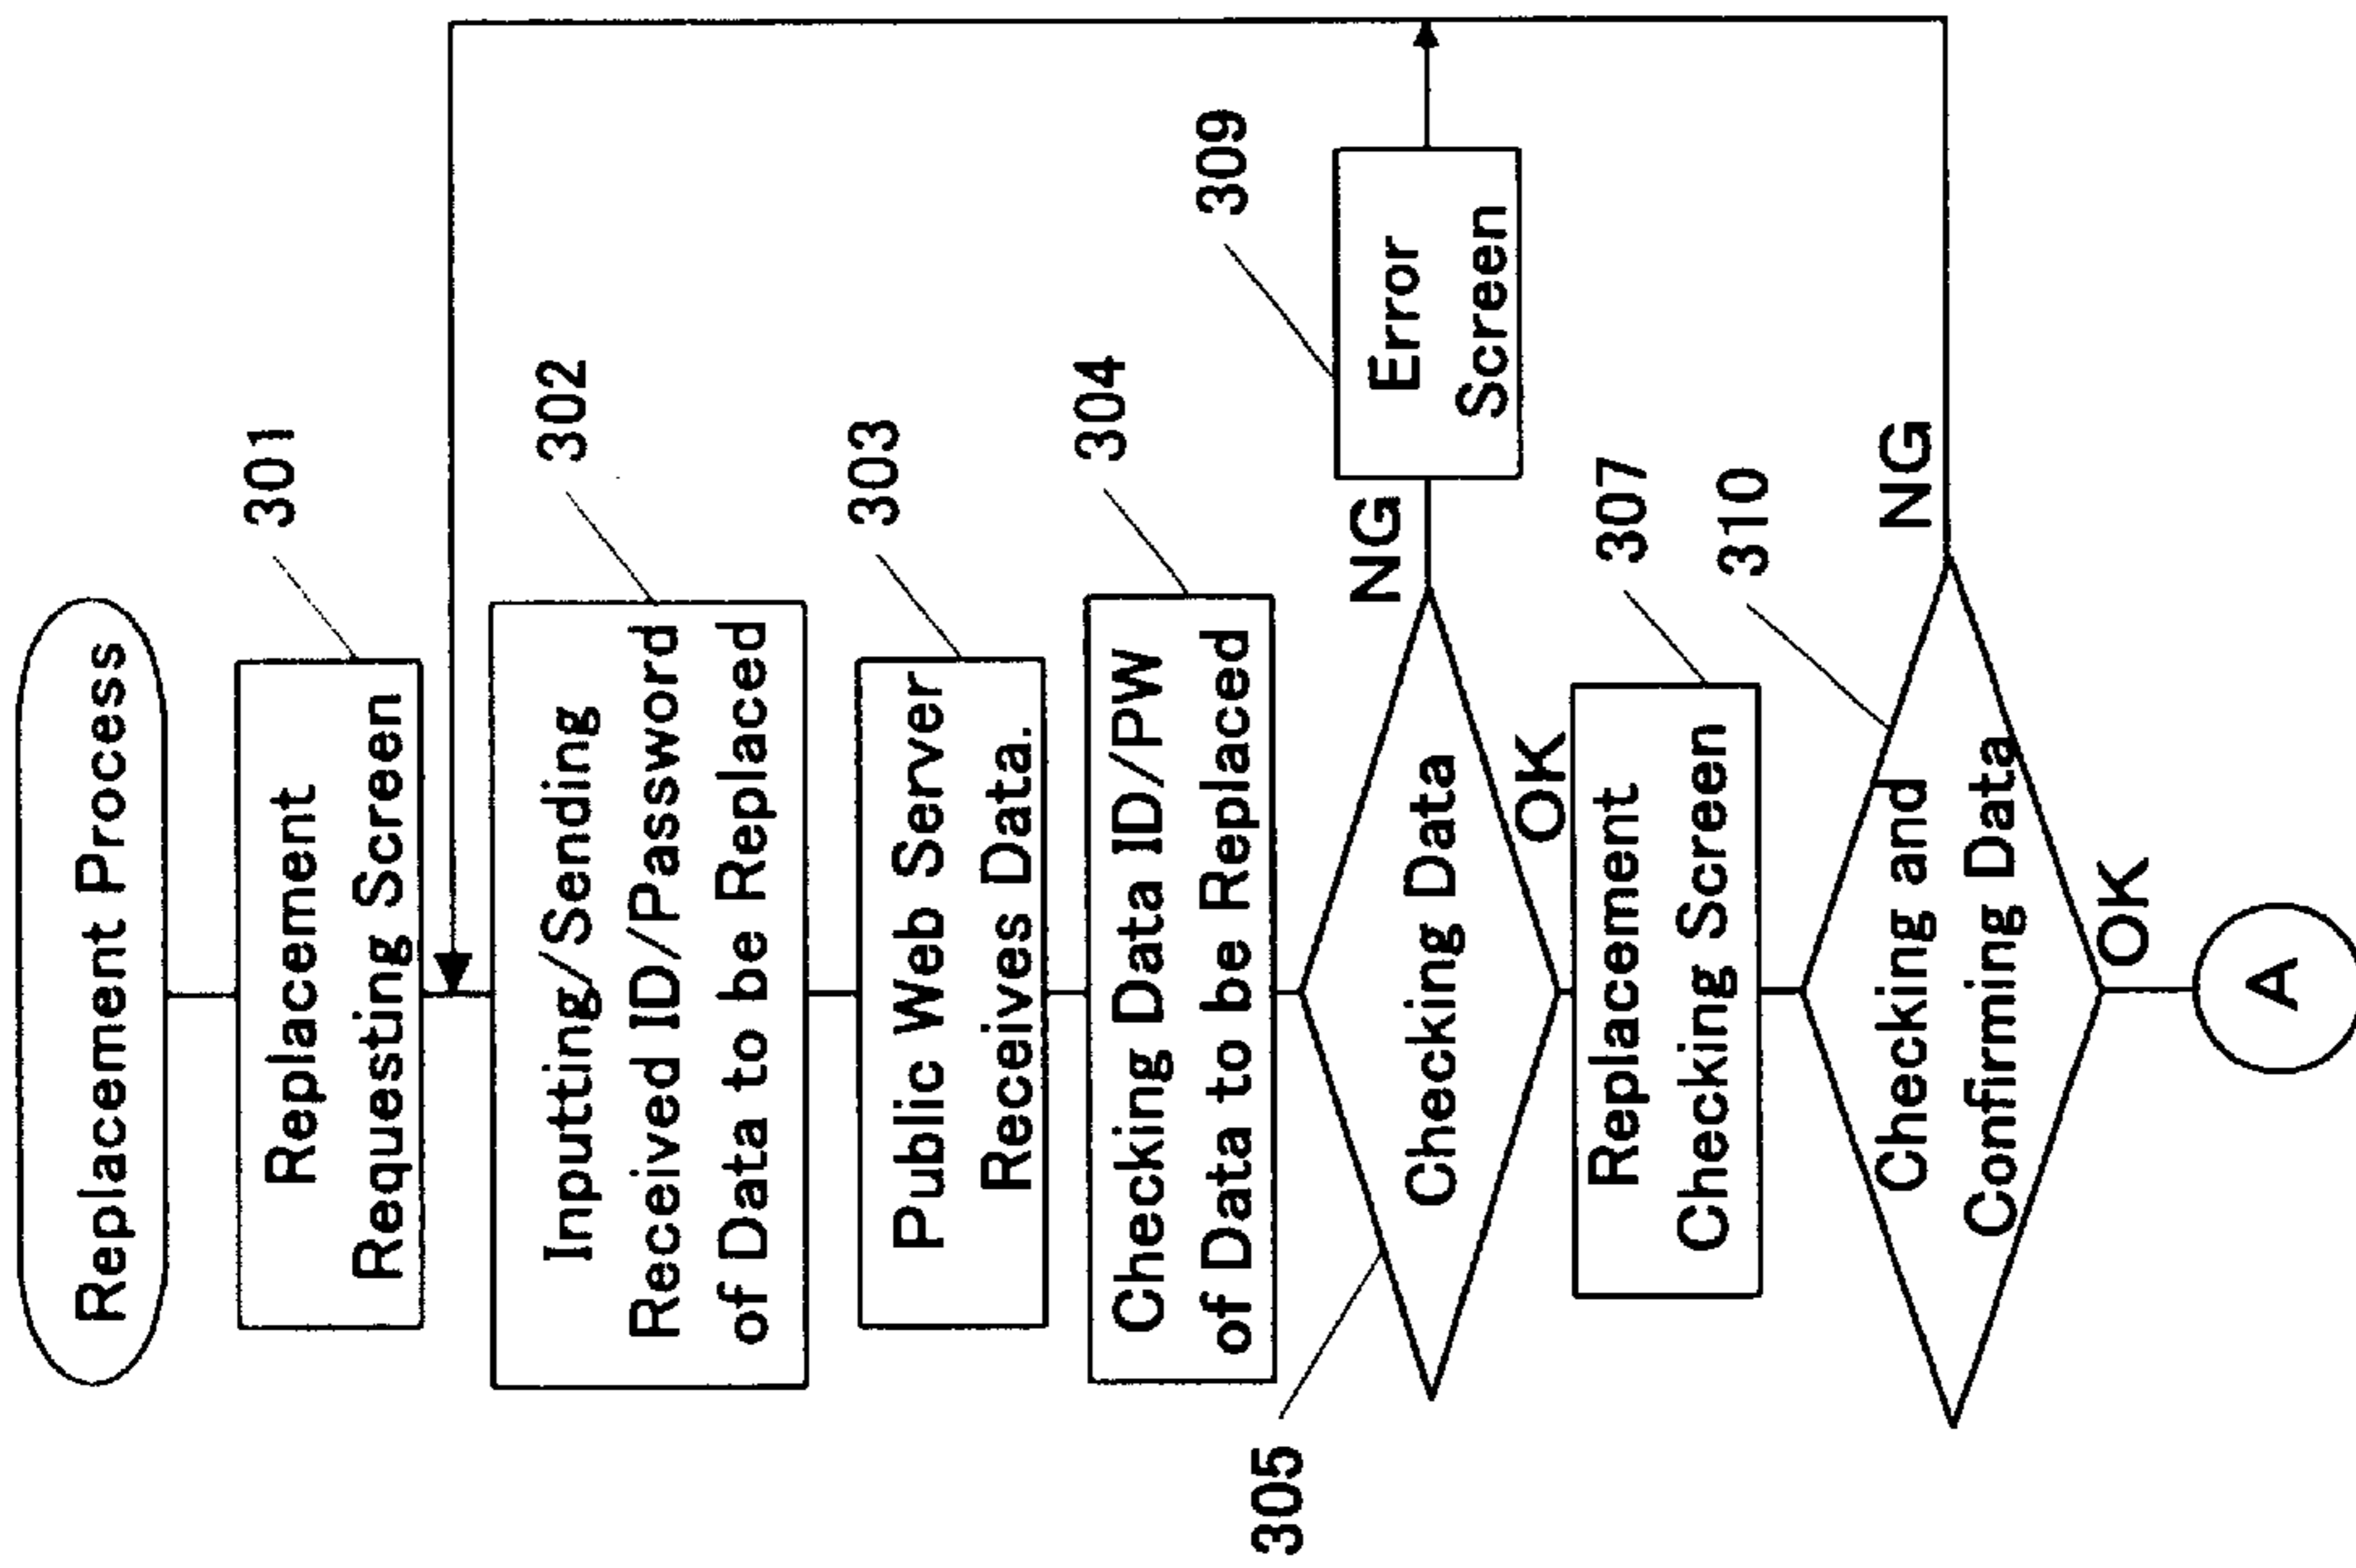 Replacement Process
301
Replacement
Requesting Screen
302
Inputting/Sending
Received ID/Password
of Data to be Replaced
303
Public Web Server
Receives Data.
304
Checking Data ID/PW
of Data to be Replaced
305
Checking Data
NG
309
Error
Screen
OK
307
Replacement
Checking Screen
310
Checking and
Confirming Data
NG
OK
A